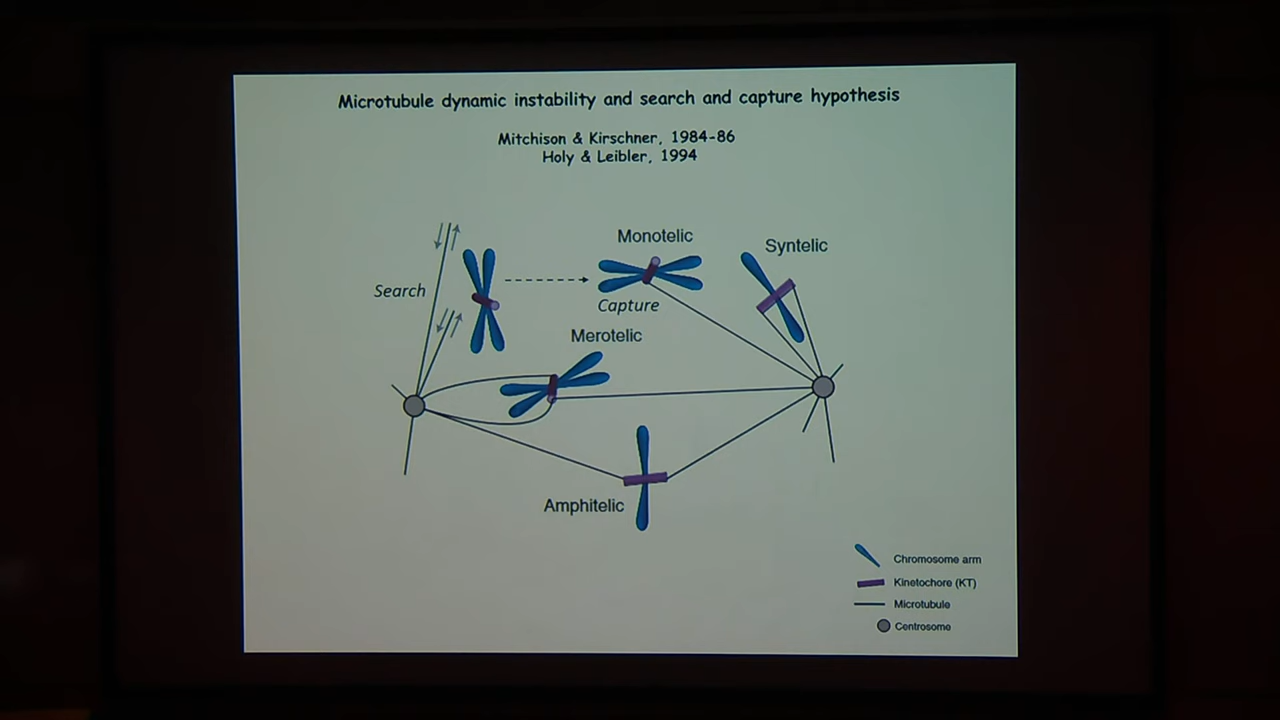 Microtubule dynamic instability and search and capture hypothesis
Mitchison & Kirschner, 1984-86
Holy & Leibler, 1994
Monotelic
Syntelic
Search
Capture
Merotelic
Amphitelic
Chromosome arm
Kinetochore (KT)
Microtubule
Centrosome